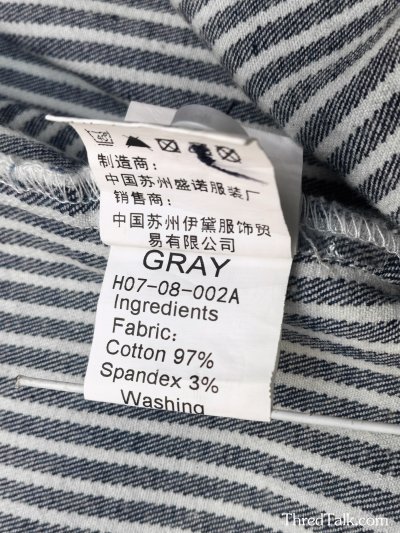 40
制造商：
中国苏州盛诺服装厂
销售商：
中国苏州伊黛服饰贸
易有限公司
GRAY
H07-08-002A
Ingredients
Fabric:
Cotton 97%
Spandex 3%
Washing
ThredTalk.com